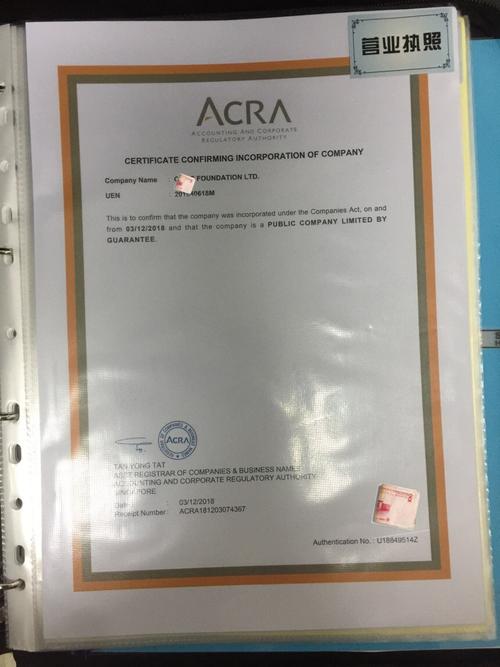 营业执照
ACRA
ACCOUNTING AND CORPORATE
REGULATORY AUTHORITY
CERTIFICATE CONFIRMING INCORPORATION OF COMPANY
Company Name : FOUNDATION LTD.
UEN :
This is to confirm that the company was incorporated under the Companies Act, on and
from 03/12/2018 and that the company is a PUBLIC COMPANY LIMITED BY
GUARANTEE.
ACRA
TAN YONG TAT
ASST REGISTRAR OF COMPANIES & BUSINESS NAMES
ACCOUNTING AND CORPORATE REGULATORY AUTHORITY
SINGAPORE
Date : 03/12/2018
Receipt Number : ACRA181203074367
Authentication No. : U18849514Z